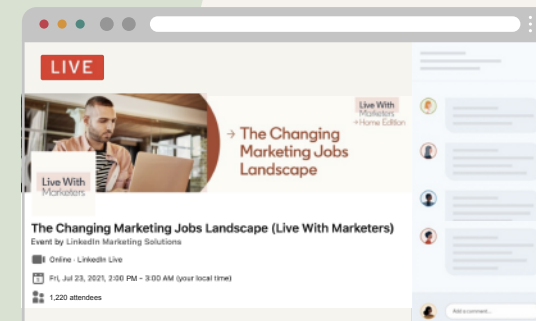 LIVE
Live With
Marketers
+Home Edition
→ The Changing
Marketing Jobs
Landscape
Live With
Marketers
The Changing Marketing Jobs Landscape (Live With Marketers)
Event by LinkedIn Marketing Solutions
Online · LinkedIn Live
Fri, Jul 23, 2021, 2:00 PM - 3:00 AM (your local time)
1,220 attendees
Add a comment...